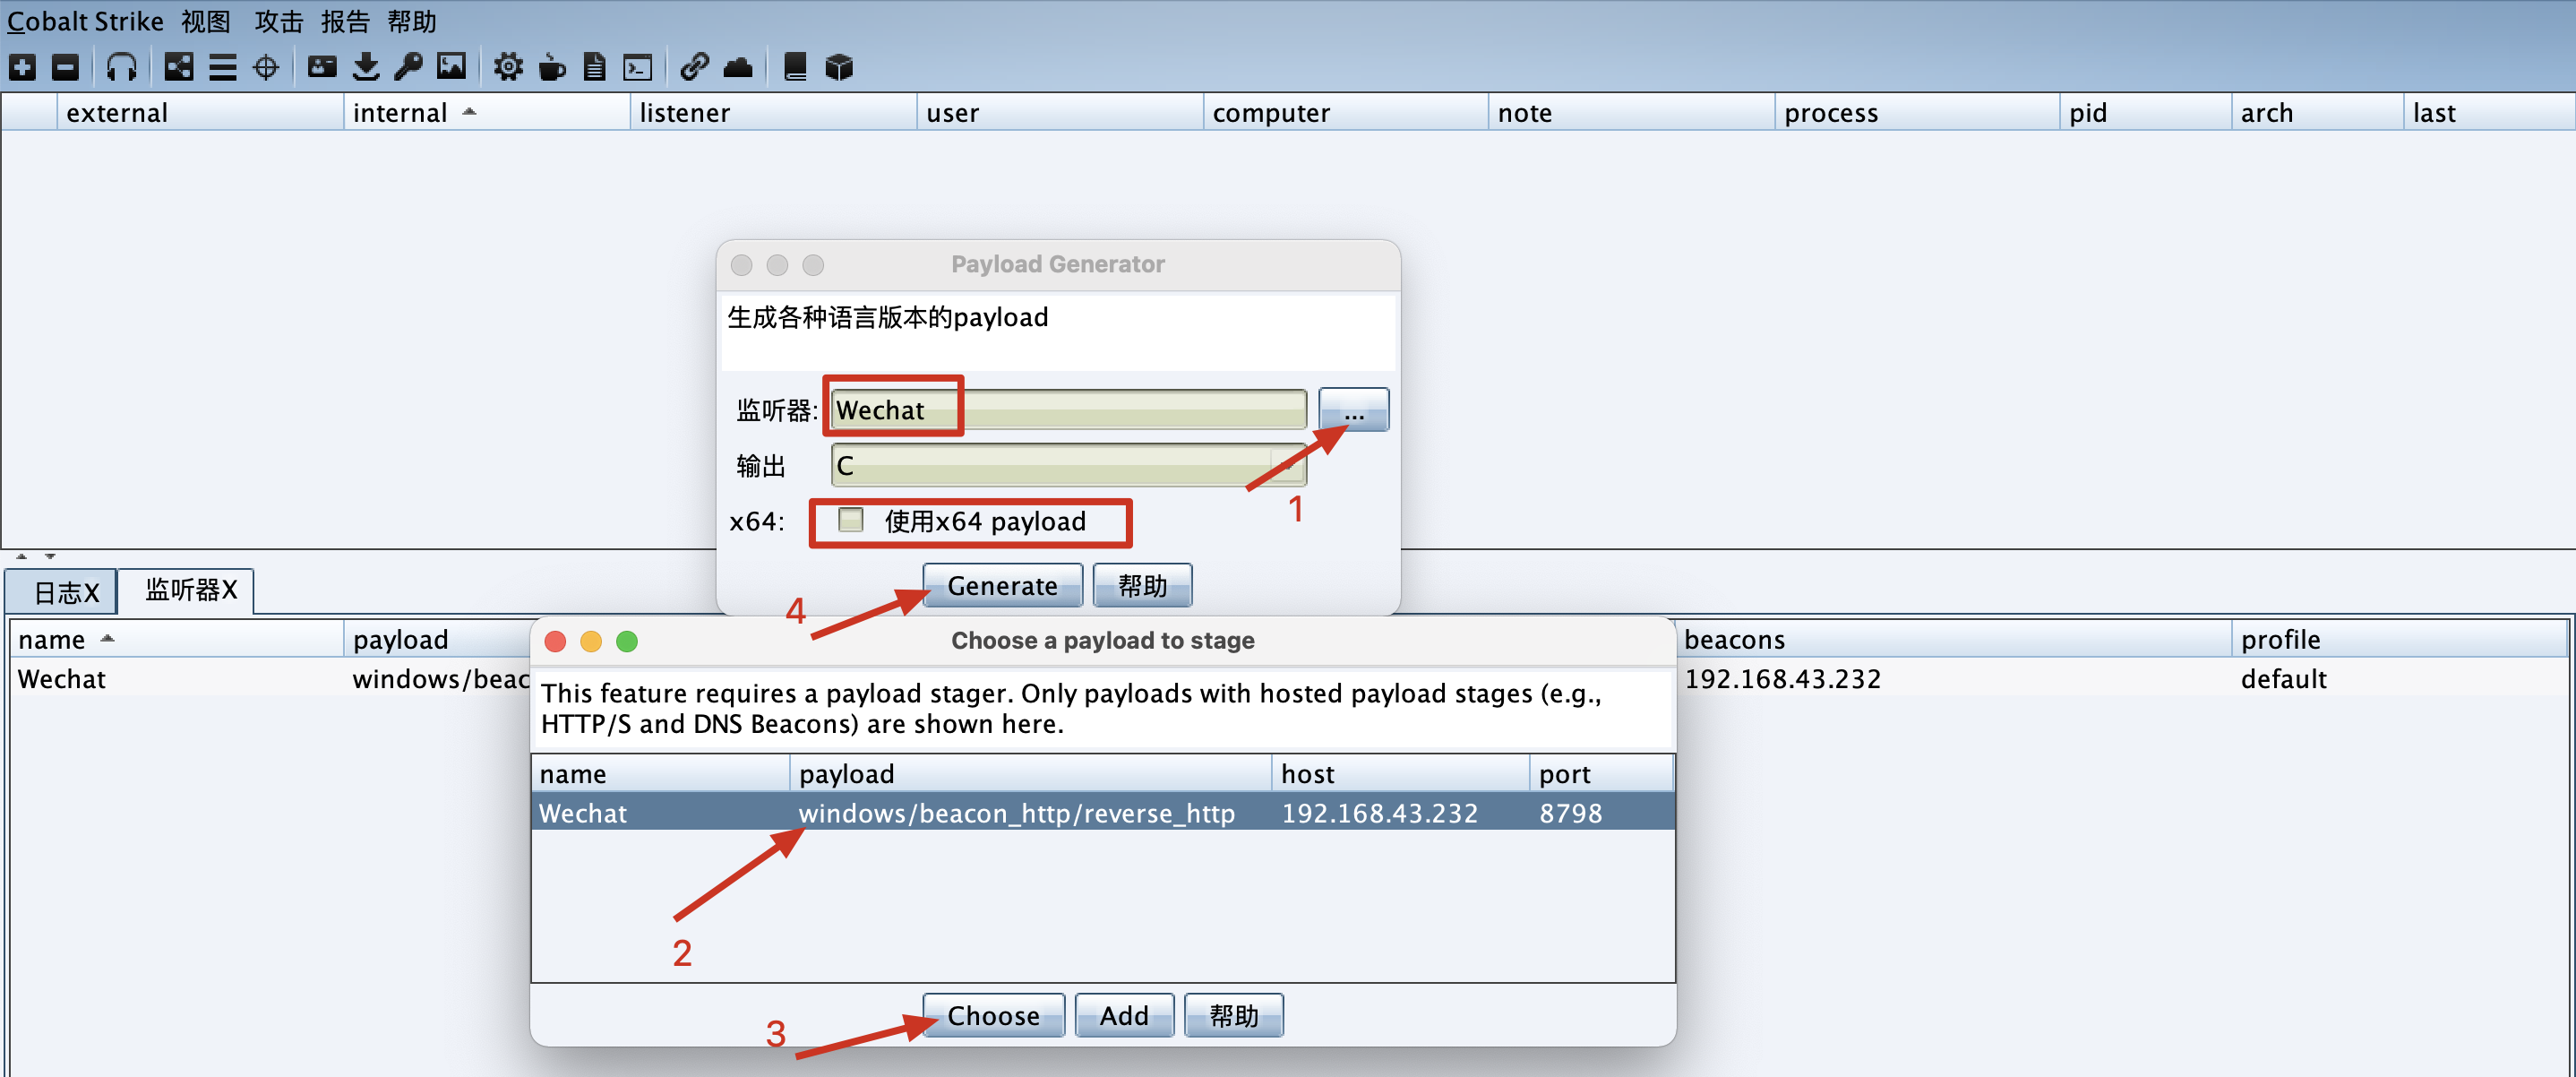 Cobalt Strike 视图 攻击 报告 帮助
external internal listener user computer note process pid arch last
Payload Generator
生成各种语言版本的payload
监听器: Wechat ...
输出 C
1
x64: 使用x64 payload
Generate 帮助
4
日志X 监听器X
name payload beacons profile
Wechat windows/beac 192.168.43.232 default
Choose a payload to stage
This feature requires a payload stager. Only payloads with hosted payload stages (e.g.,
HTTP/S and DNS Beacons) are shown here.
name payload host port
Wechat windows/beacon_http/reverse_http 192.168.43.232 8798
2
Choose Add 帮助
3